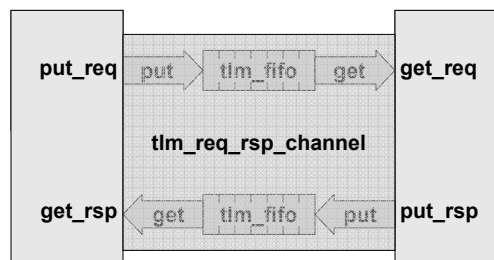 put_req put tlm_fifo get get_req
tlm_req_rsp_channel
get_rsp get tlm_fifo put put_rsp